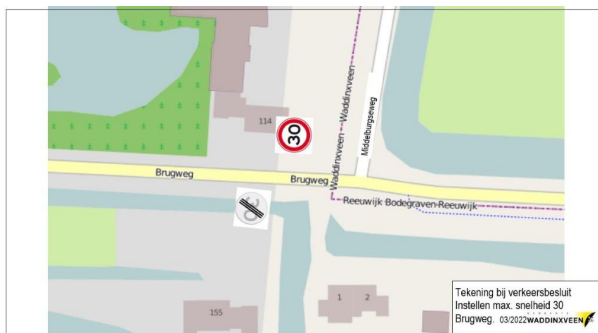 114
30
Waddinxveen
Waddinxveen
Middelburgseweg
Brugweg
Brugweg
30
Reeuwijk Bodegraven-Reeuwijk
155
1
2
Tekening bij verkeersbesluit
Instellen max. snelheid 30
Brugweg. 03/2022 WADDINXVEEN